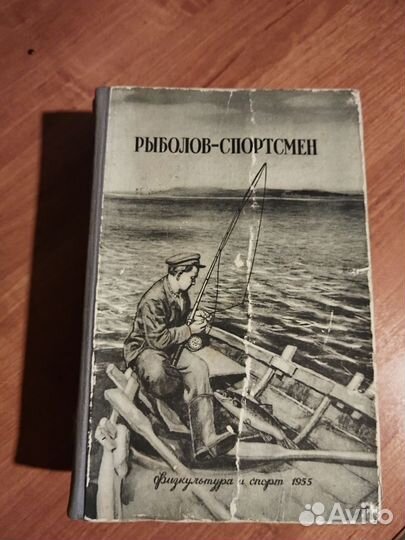 РЫБОЛОВ-СПОРТСМЕН
Физкультура и спорт 1955
Avito